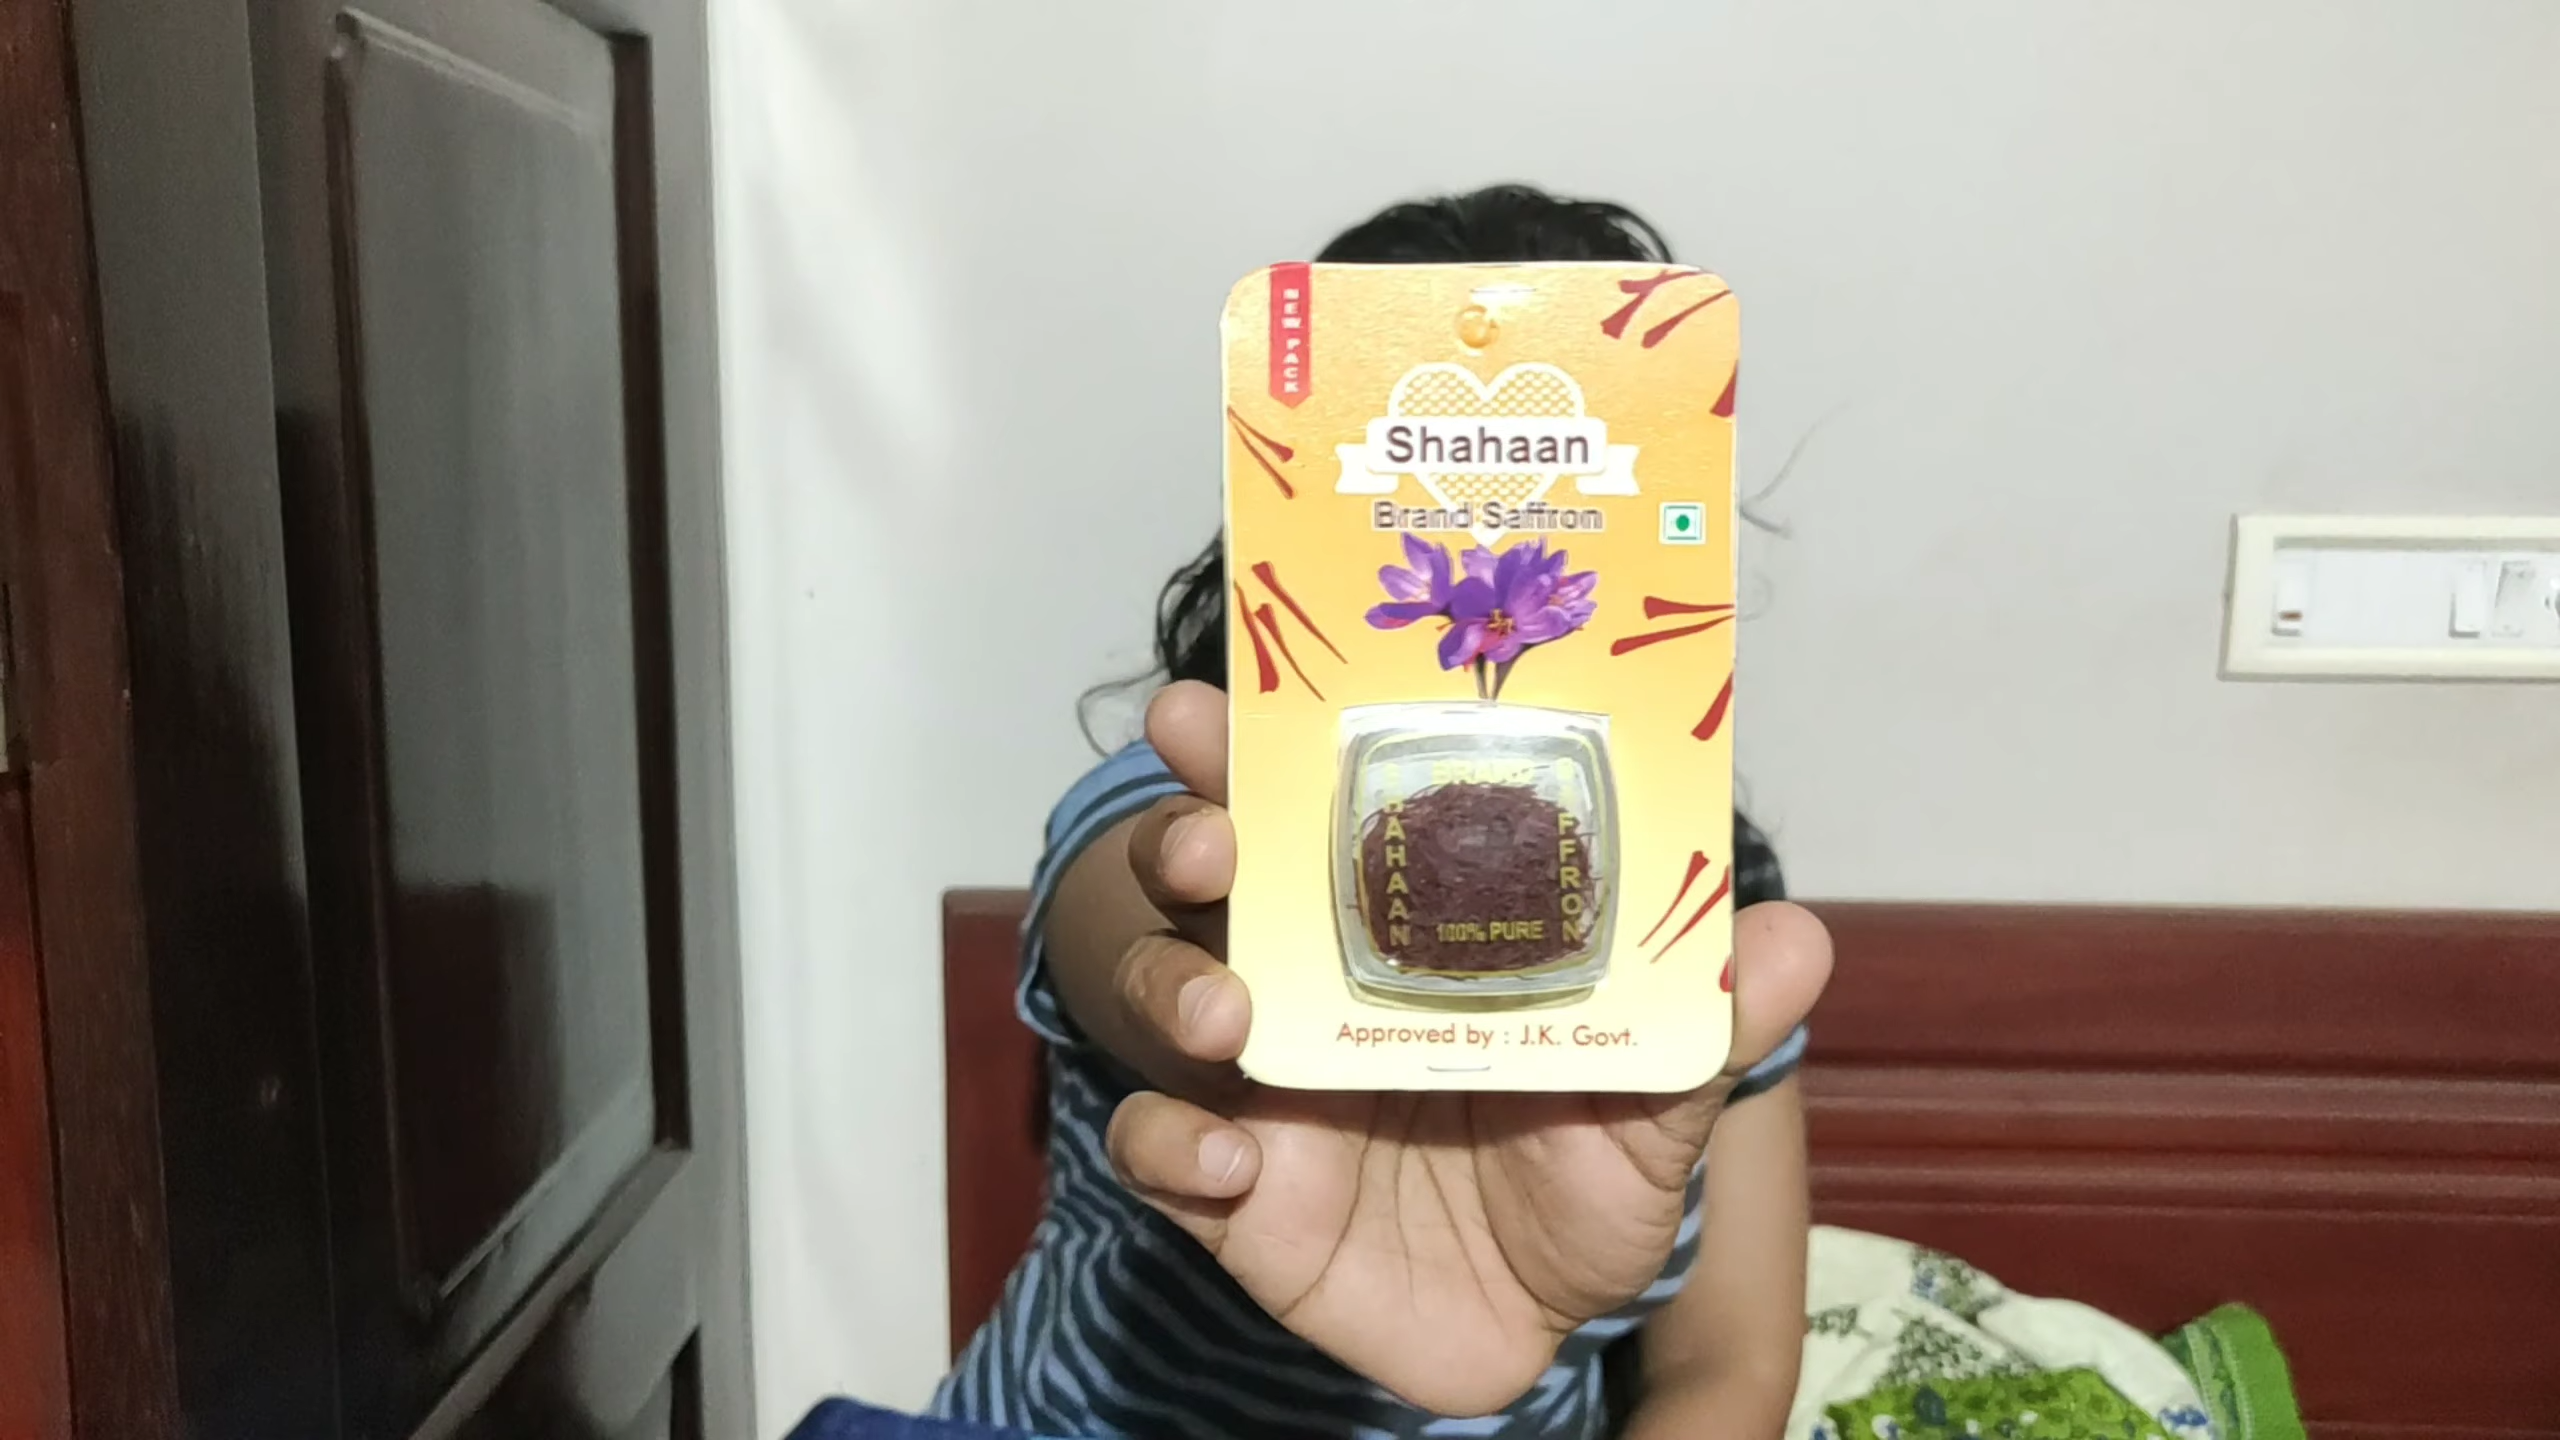 NEW PACK
Shahaan
Brand Saffron
BRAND
SHAHAAN
SAFFRON
100% PURE
Approved by : J.K. Govt.